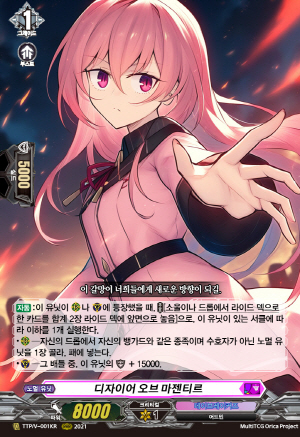 1
그레이드
부스트
5000
실드
이 갈망이 너희들에게 새로운 방향이 되길.
자동:이 유닛이 나 에 등장했을 때, [소울이나 드롭에서 라이드 덱으로
한 카드를 합계 2장 라이드 덱에 앞면으로 놓음]으로, 이 유닛이 있는 서클에 따
라 이하를 1개 실행한다.
・ ―자신의 드롭에서 자신의 뱅가드와 같은 종족이며 수호자가 아닌 노멀 유
닛을 1장 골라, 패에 넣는다.
・ ―그 배틀 중, 이 유닛의 + 15000.
노멀 유닛
디자이어 오브 마젠티르
파워
8000
크리티컬
1
TTP/V-001KR 2021
MultiTCG Orica Project